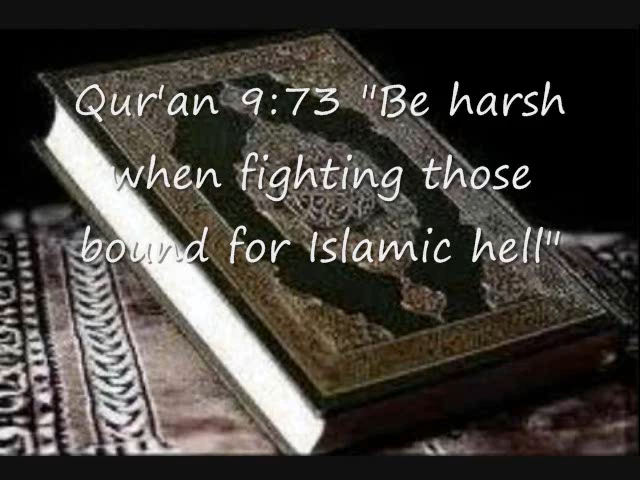 Qur'an 9:73 "Be harsh
when fighting those
bound for Islamic hell"